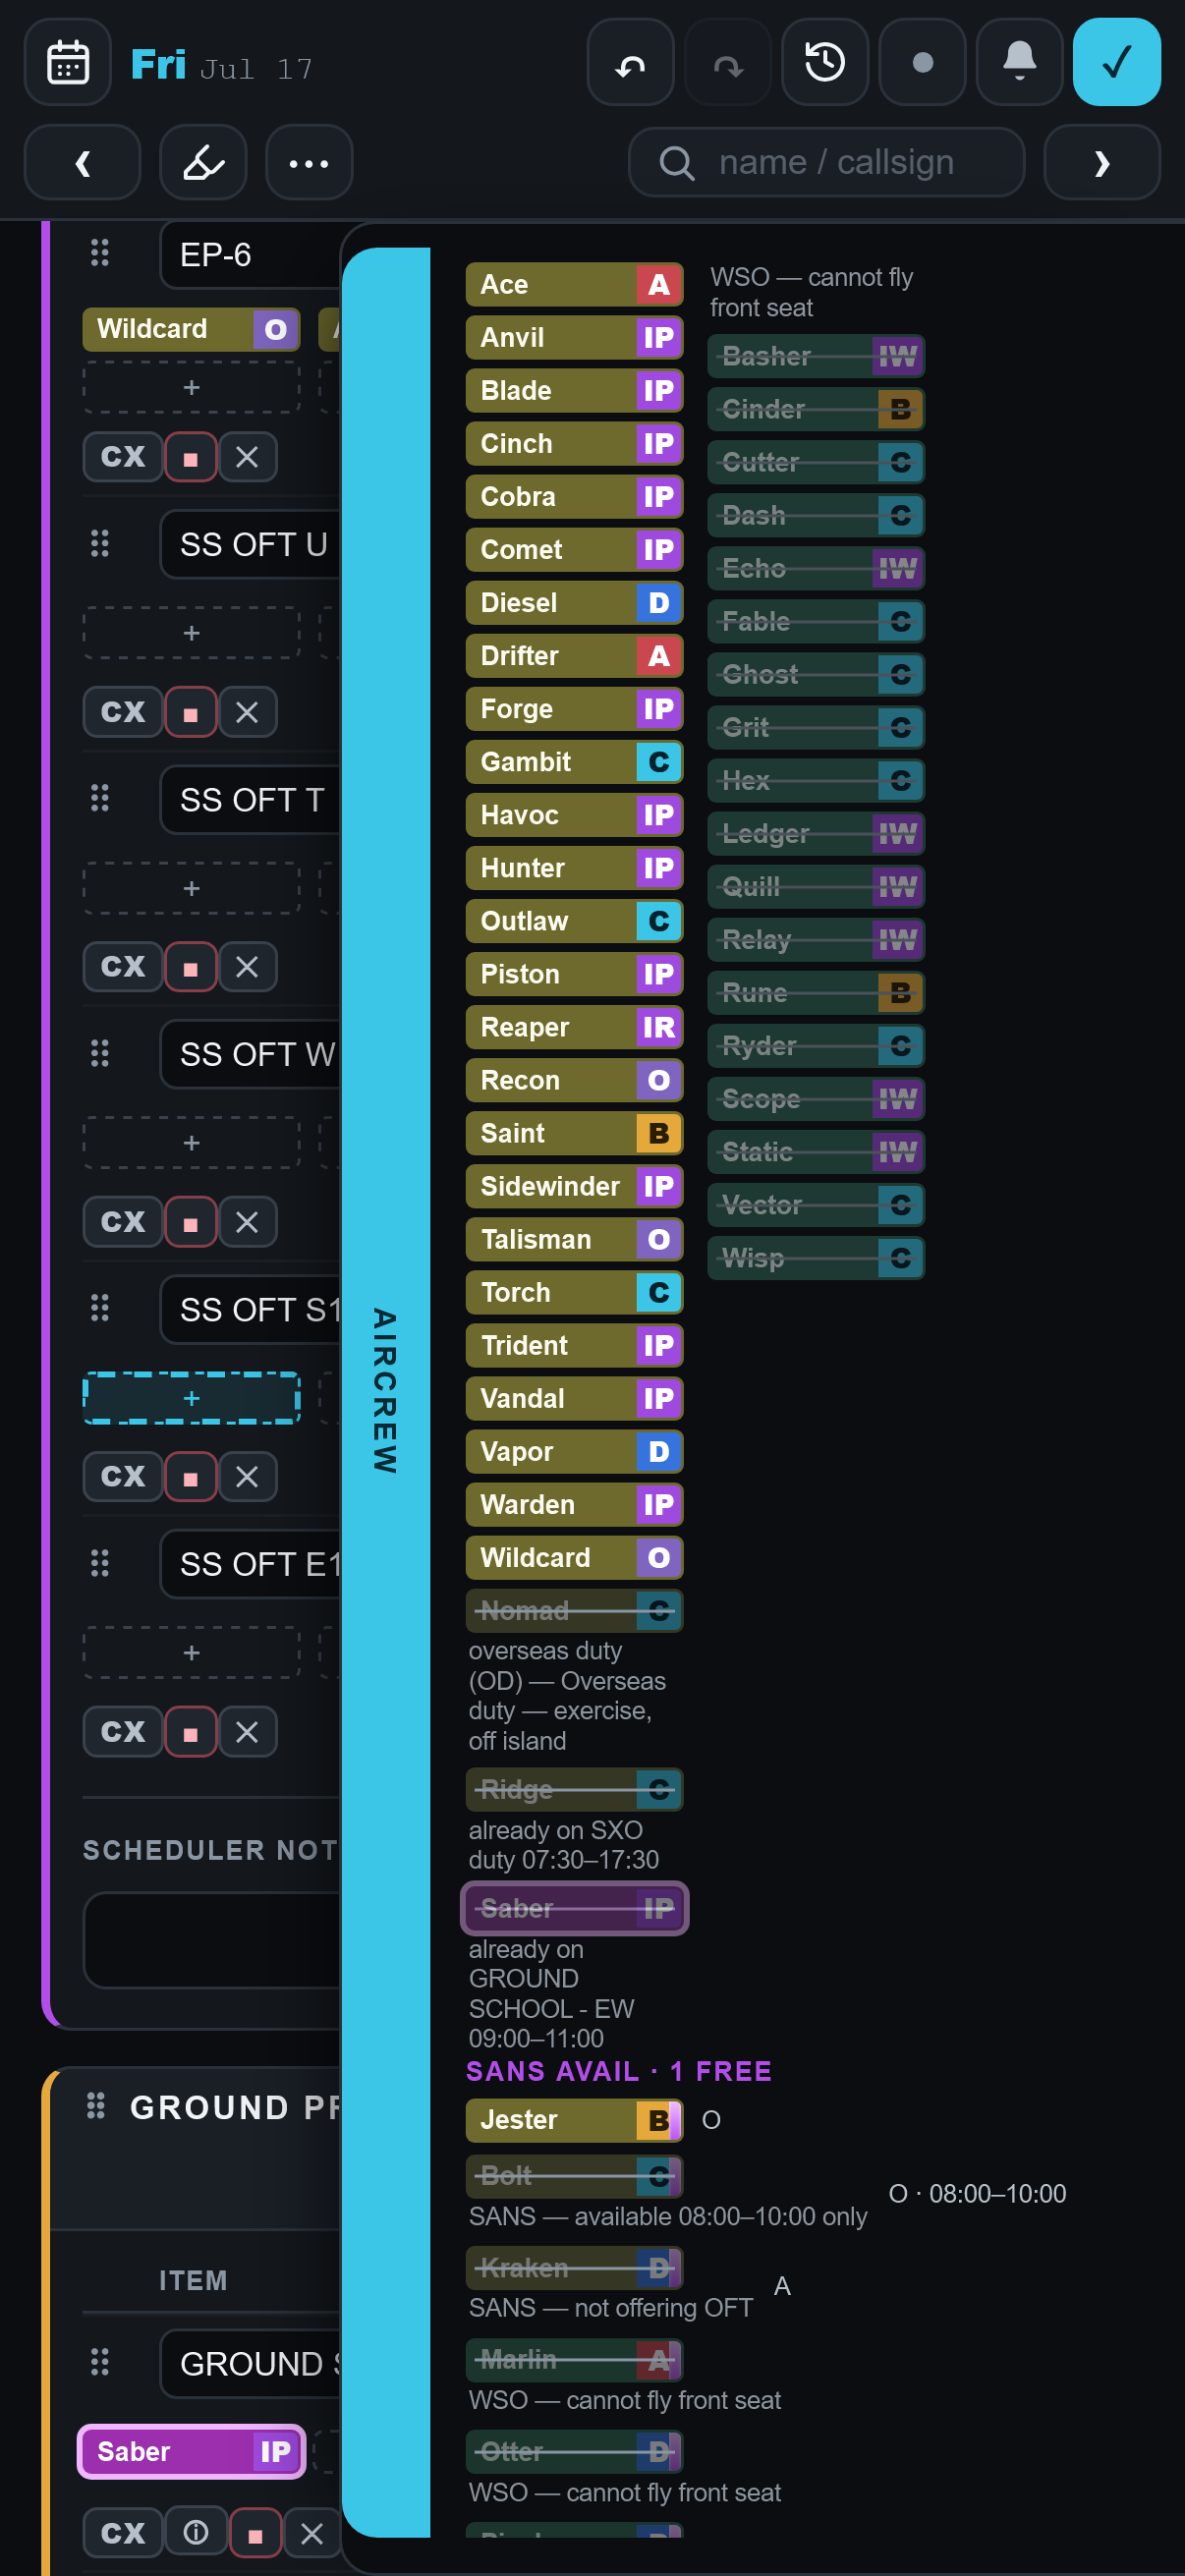 Fri Jul 17
name / callsign
EP-6
Wildcard O
+
CX
SS OFT U
+
CX
SS OFT T
+
CX
SS OFT W
+
CX
SS OFT S1
+
CX
SS OFT E1
+
CX
SCHEDULER NOT
GROUND PR
ITEM
GROUND S
Saber IP
CX
AIRCREW
Ace A
Anvil IP
Blade IP
Cinch IP
Cobra IP
Comet IP
Diesel D
Drifter A
Forge IP
Gambit C
Havoc IP
Hunter IP
Outlaw C
Piston IP
Reaper IR
Recon O
Saint B
Sidewinder IP
Talisman O
Torch C
Trident IP
Vandal IP
Vapor D
Warden IP
Wildcard O
Nomad C
overseas duty
(OD) — Overseas
duty — exercise,
off island
Ridge C
already on SXO
duty 07:30–17:30
Saber IP
already on
GROUND
SCHOOL - EW
09:00–11:00
WSO — cannot fly
front seat
Basher IW
Cinder B
Cutter C
Dash C
Echo IW
Fable C
Ghost C
Grit C
Hex C
Ledger IW
Quill IW
Relay IW
Rune B
Ryder C
Scope IW
Static IW
Vector C
Wisp C
SANS AVAIL · 1 FREE
Jester B O
Bolt C
SANS — available 08:00–10:00 only
O · 08:00–10:00
Kraken D
SANS — not offering OFT
A
Marlin A
WSO — cannot fly front seat
Otter D
WSO — cannot fly front seat